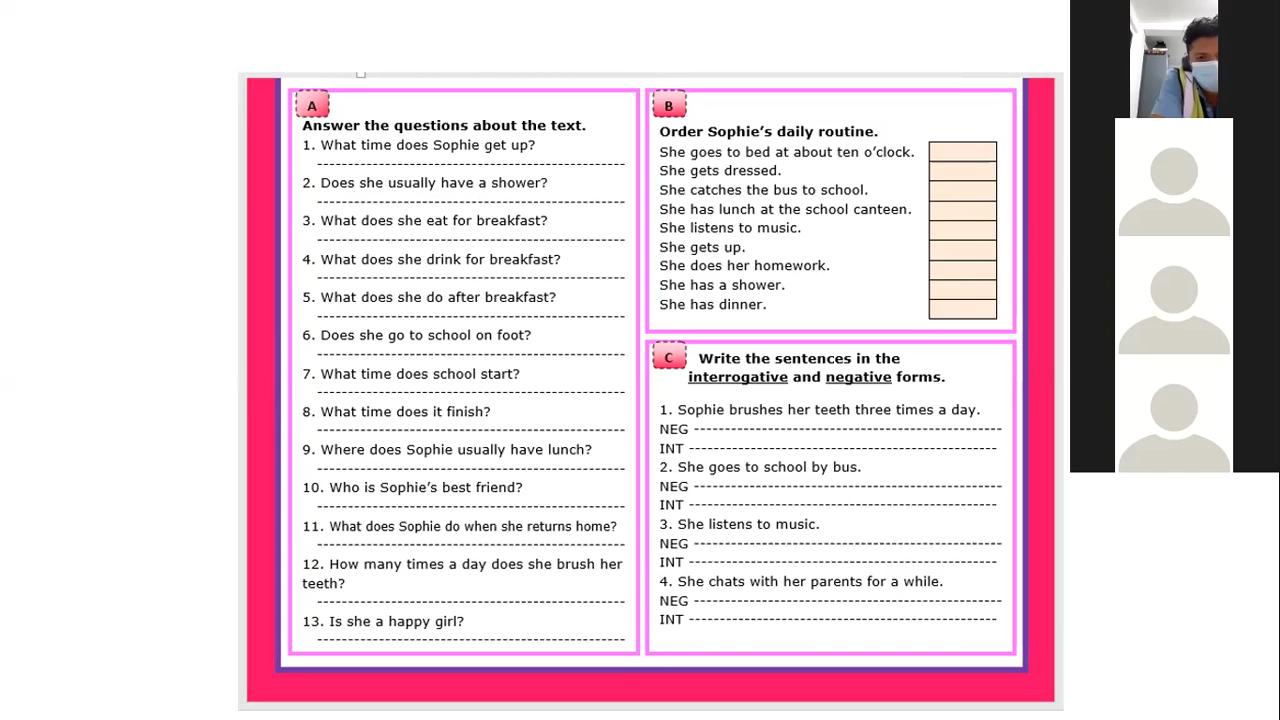 A
Answer the questions about the text.
1. What time does Sophie get up?
2. Does she usually have a shower?
3. What does she eat for breakfast?
4. What does she drink for breakfast?
5. What does she do after breakfast?
6. Does she go to school on foot?
7. What time does school start?
8. What time does it finish?
9. Where does Sophie usually have lunch?
10. Who is Sophie's best friend?
11. What does Sophie do when she returns home?
12. How many times a day does she brush her
teeth?
13. Is she a happy girl?
B
Order Sophie's daily routine.
She goes to bed at about ten o'clock.
She gets dressed.
She catches the bus to school.
She has lunch at the school canteen.
She listens to music.
She gets up.
She does her homework.
She has a shower.
She has dinner.
C
Write the sentences in the
interrogative and negative forms.
1. Sophie brushes her teeth three times a day.
NEG
INT
2. She goes to school by bus.
NEG
INT
3. She listens to music.
NEG
INT
4. She chats with her parents for a while.
NEG
INT